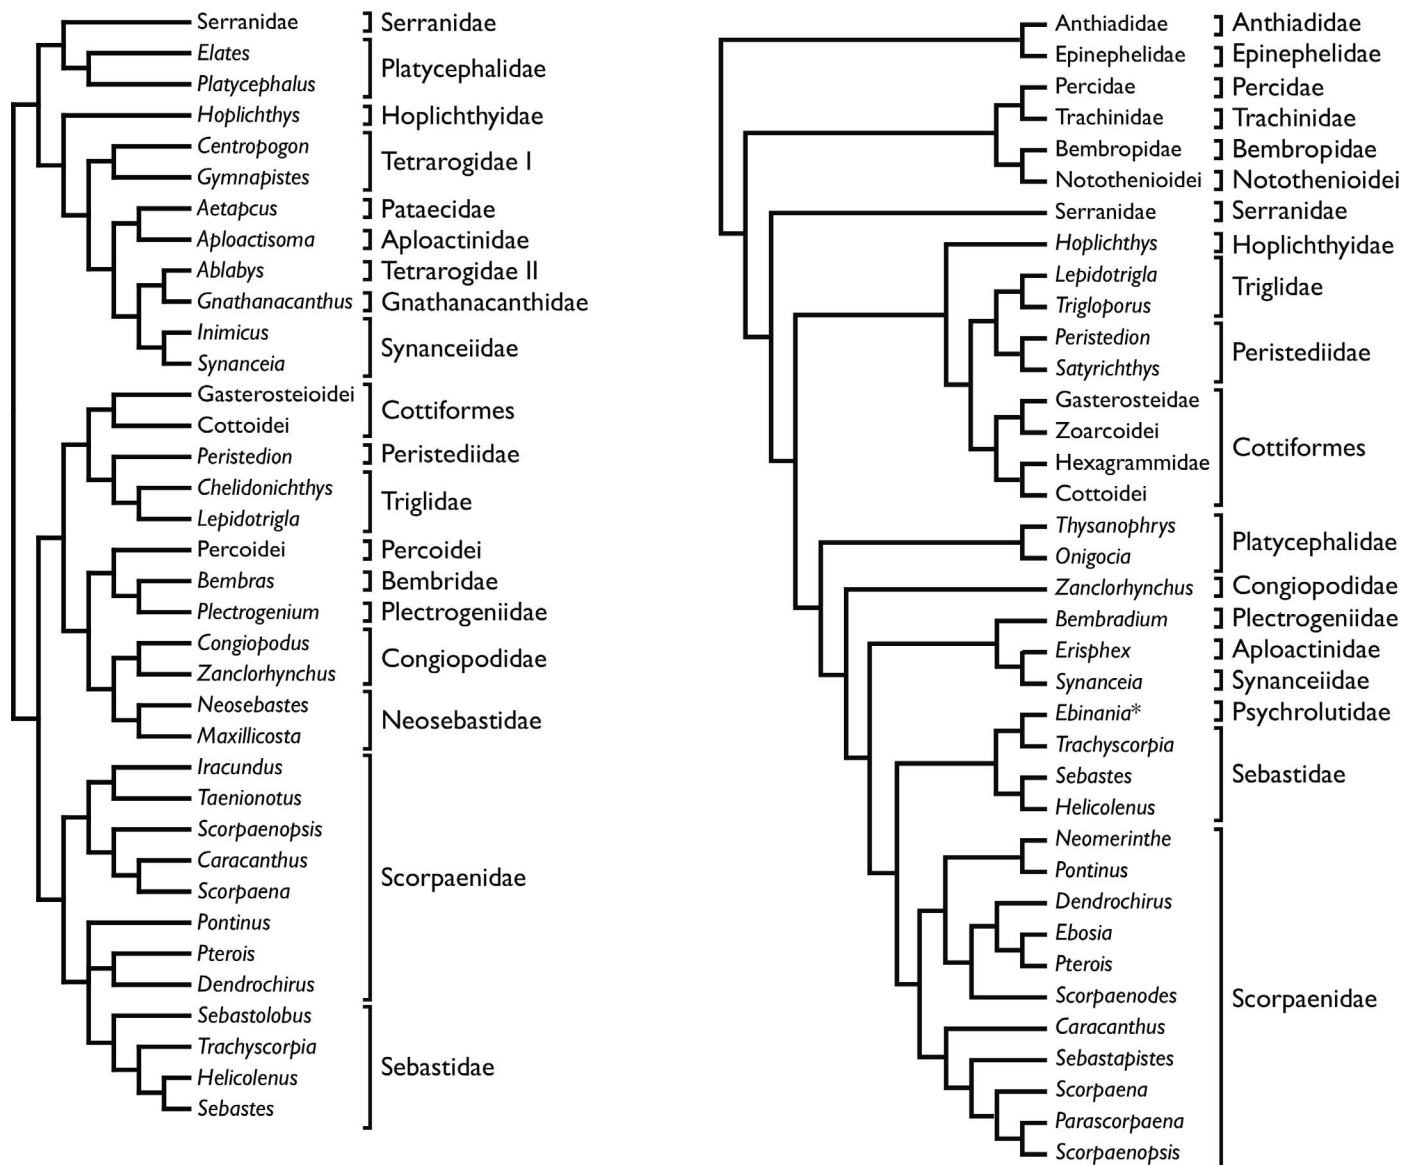 Serranidae
Elates
Platycephalus
Hoplichthys
Centropogon
Gymnapistes
Aetapcus
Aploactisoma
Ablabys
Gnathanacanthus
Inimicus
Synanceia
Gasterosteioidei
Cottoidei
Peristedion
Chelidonichthys
Lepidotrigla
Percoidei
Bembras
Plectrogenium
Congiopodus
Zanclorhynchus
Neosebastes
Maxillicosta
Iracundus
Taenionotus
Scorpaenopsis
Caracanthus
Scorpaena
Pontinus
Pterois
Dendrochirus
Sebastolobus
Trachyscorpia
Helicolenus
Sebastes
Serranidae
Platycephalidae
Hoplichthyidae
Tetrarogidae I
Pataecidae
Aploactinidae
Tetrarogidae II
Gnathanacanthidae
Synanceiidae
Cottiformes
Peristediidae
Triglidae
Percoidei
Bembridae
Plectrogeniidae
Congiopodidae
Neosebastidae
Scorpaenidae
Sebastidae
Anthiadidae
Epinephelidae
Percidae
Trachinidae
Bembropidae
Notothenioidei
Serranidae
Hoplichthys
Lepidotrigla
Trigloporus
Peristedion
Satyrichthys
Gasterosteidae
Zoarcoidei
Hexagrammidae
Cottoidei
Thysanophrys
Onigocia
Zanclorhynchus
Bembradium
Erisphex
Synanceia
Ebinania*
Trachyscorpia
Sebastes
Helicolenus
Neomerinthe
Pontinus
Dendrochirus
Ebosia
Pterois
Scorpaenodes
Caracanthus
Sebastapistes
Scorpaena
Parascorpaena
Scorpaenopsis
Anthiadidae
Epinephelidae
Percidae
Trachinidae
Bembropidae
Notothenioidei
Serranidae
Hoplichthyidae
Triglidae
Peristediidae
Cottiformes
Platycephalidae
Congiopodidae
Plectrogeniidae
Aploactinidae
Synanceiidae
Psychrolutidae
Sebastidae
Scorpaenidae